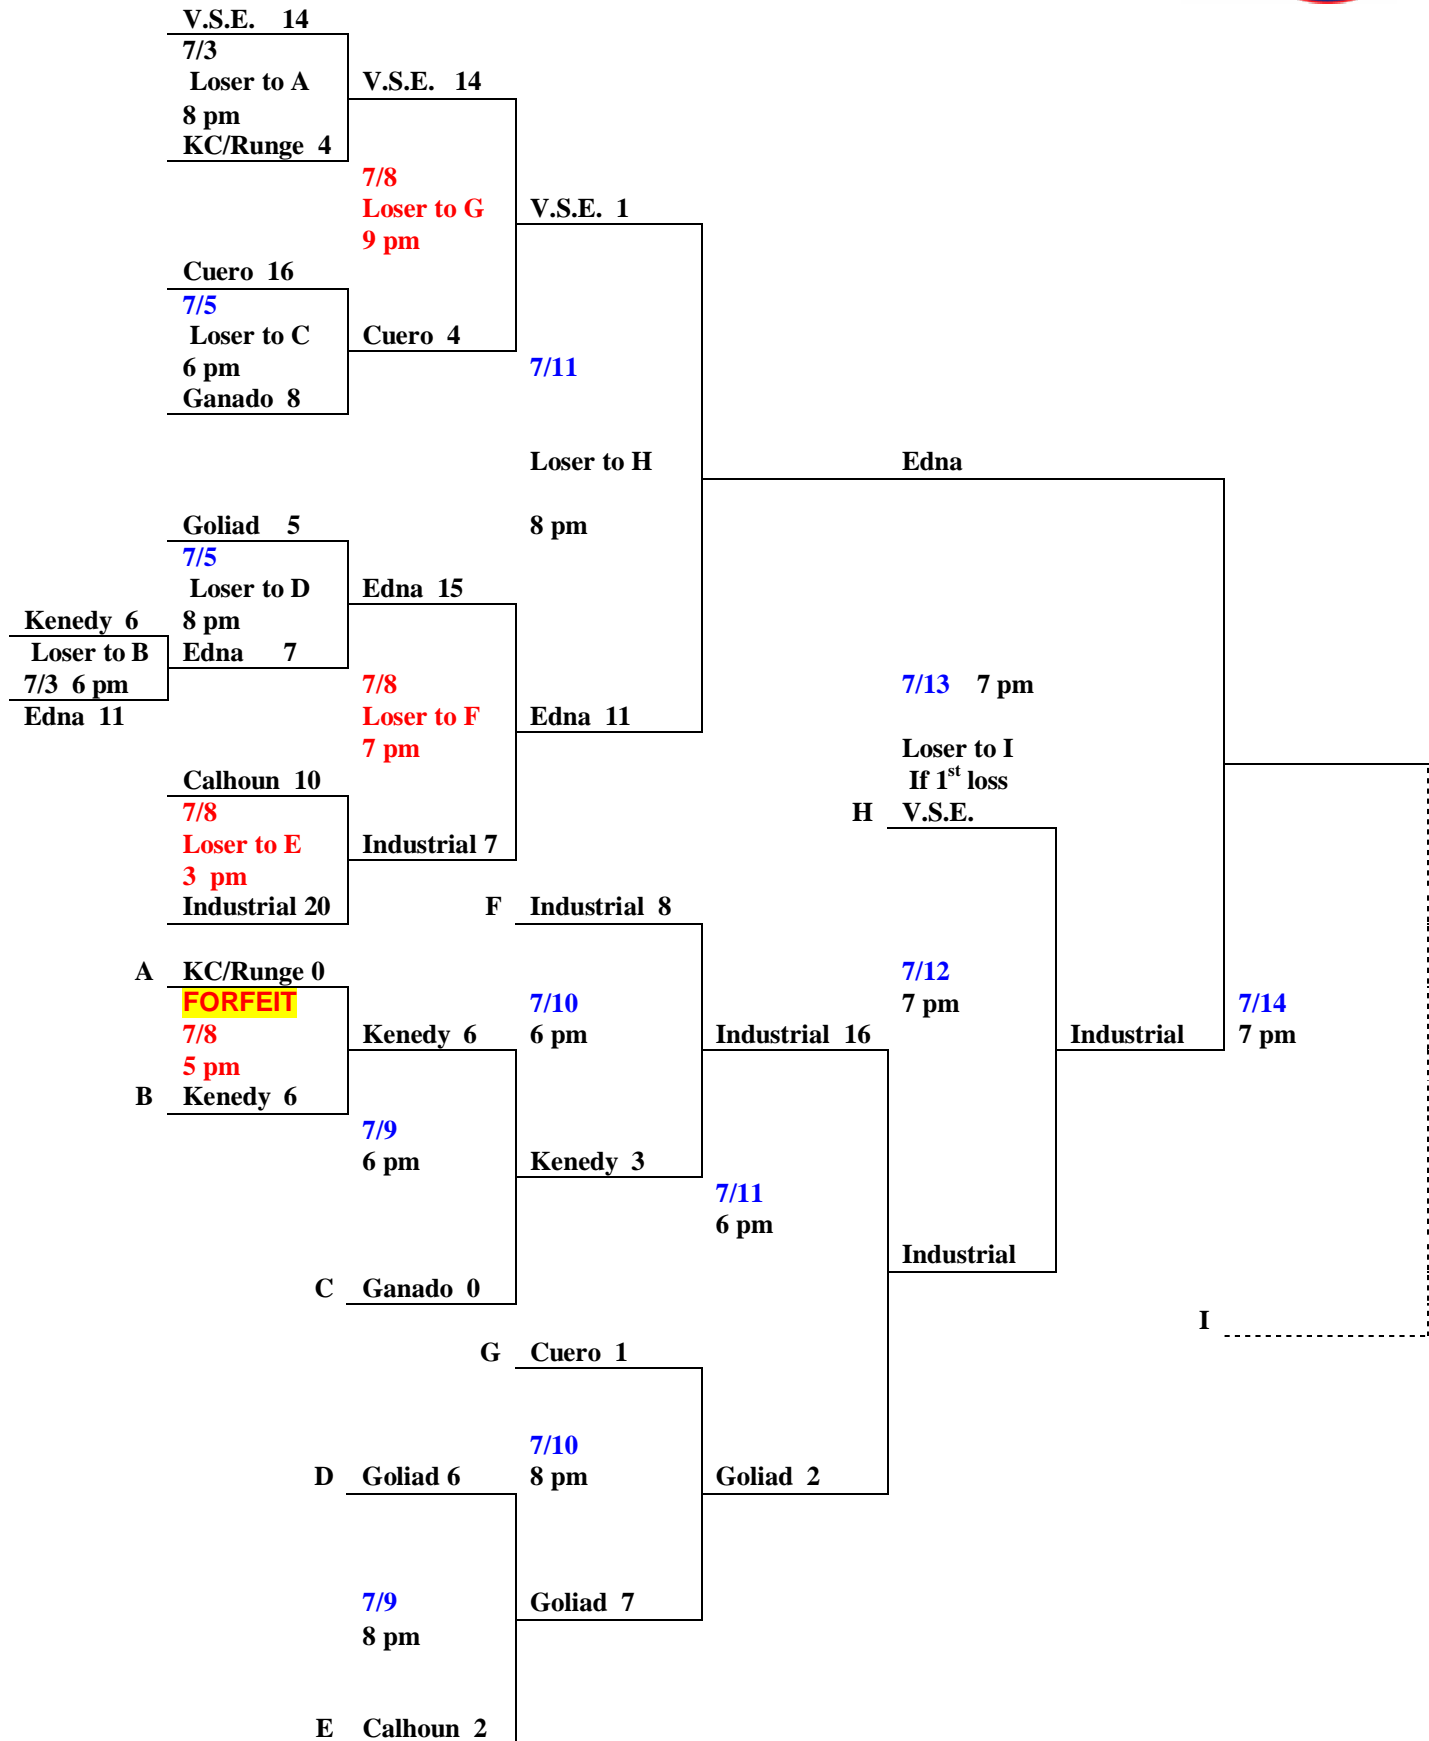 V.S.E. 14
7/3
Loser to A
8 pm
KC/Runge 4
V.S.E. 14
7/8
Loser to G
9 pm
V.S.E. 1
Cuero 16
7/5
Loser to C
6 pm
Ganado 8
Cuero 4
7/11
Loser to H
8 pm
Edna
Goliad 5
7/5
Loser to D
8 pm
Edna 7
Kenedy 6
Loser to B
7/3 6 pm
Edna 11
Edna 15
7/8
Loser to F
7 pm
Edna 11
7/13 7 pm
Loser to I
If 1st loss
Calhoun 10
7/8
Loser to E
3 pm
Industrial 20
Industrial 7
H V.S.E.
F Industrial 8
A KC/Runge 0
FORFEIT
7/8
5 pm
B Kenedy 6
Kenedy 6
7/10
6 pm
Industrial 16
7/12
7 pm
Industrial
7/14
7 pm
7/9
6 pm
Kenedy 3
7/11
6 pm
Industrial
C Ganado 0
I
G Cuero 1
7/10
8 pm
D Goliad 6
Goliad 2
7/9
8 pm
Goliad 7
E Calhoun 2